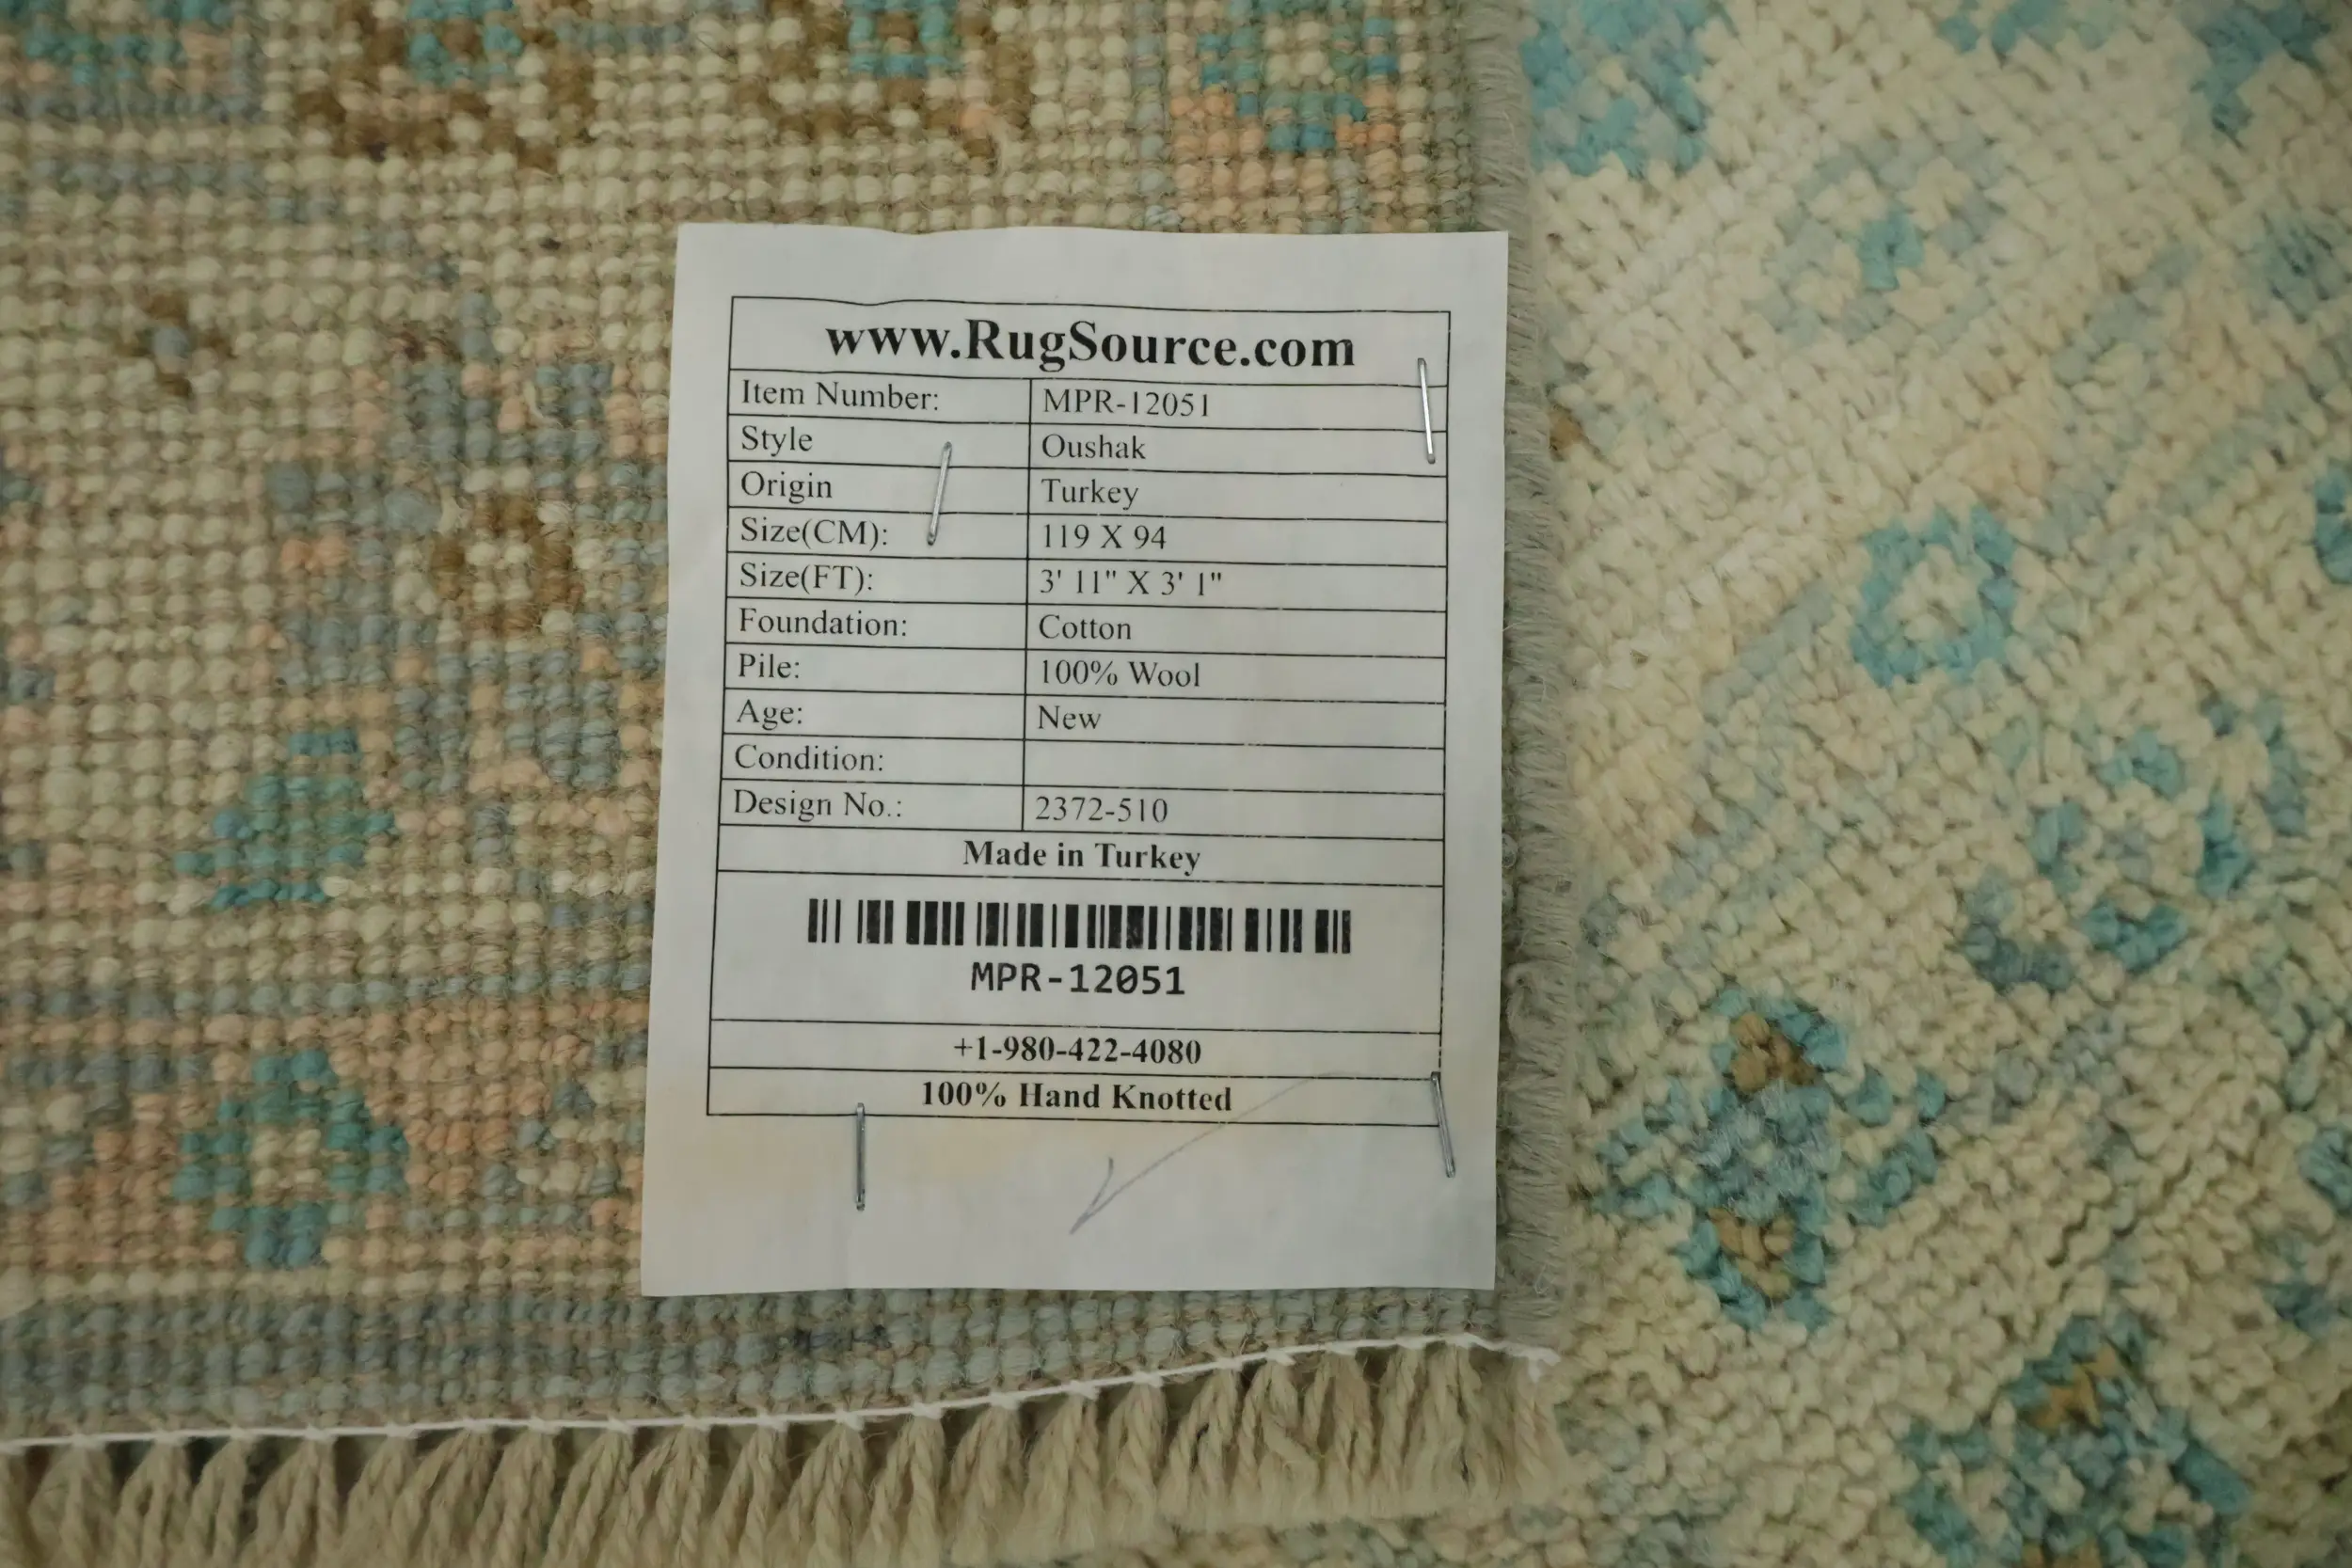 www.RugSource.com
Item Number: MPR-12051
Style Oushak
Origin Turkey
Size(CM): 119 X 94
Size(FT): 3' 11" X 3' 1"
Foundation: Cotton
Pile: 100% Wool
Age: New
Condition:
Design No.: 2372-510
Made in Turkey
MPR-12051
+1-980-422-4080
100% Hand Knotted